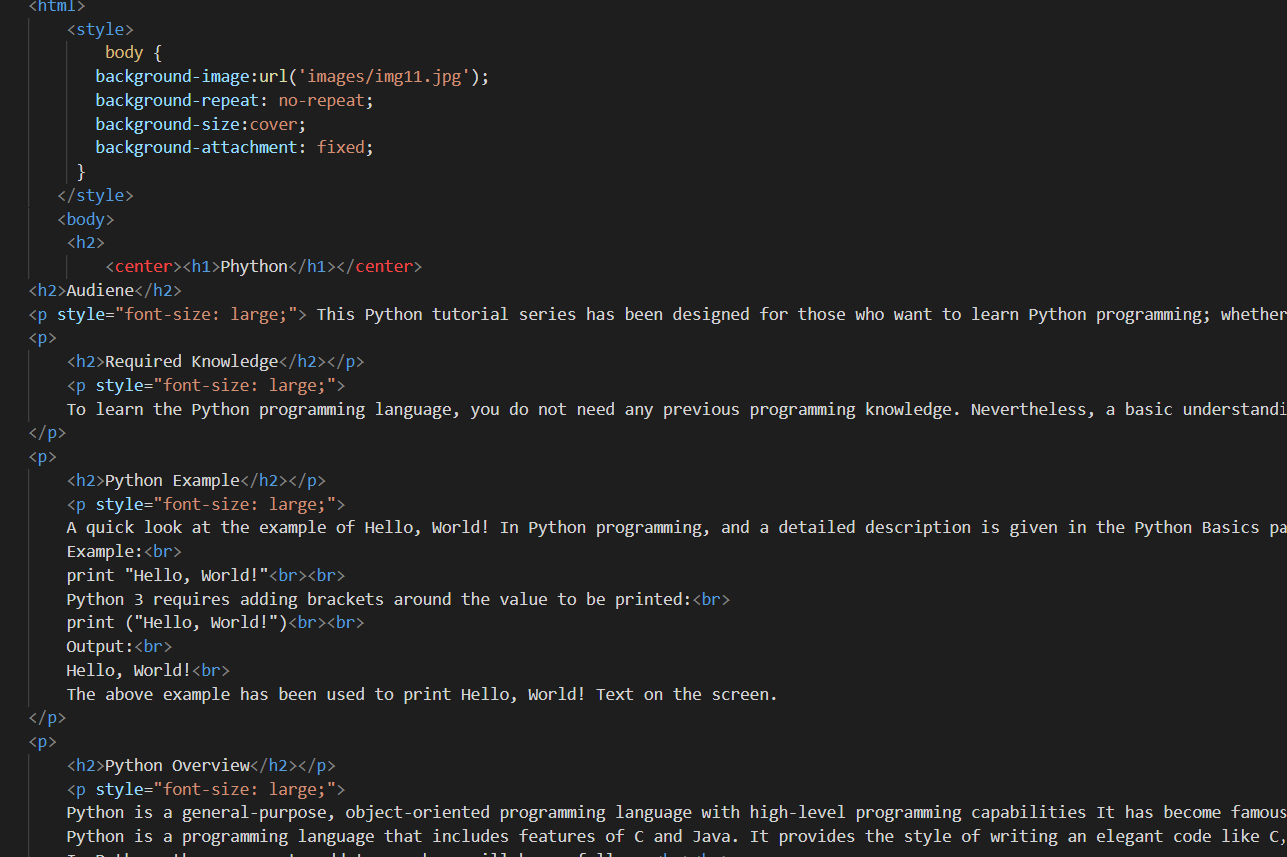 <html>
<style>
body {
background-image:url('images/img11.jpg');
background-repeat: no-repeat;
background-size:cover;
background-attachment: fixed;
}
</style>
<body>
<h2>
<center><h1>Phython</h1></center>
<h2>Audiene</h2>
<p style="font-size: large;"> This Python tutorial series has been designed for those who want to learn Python programming; whether
<p>
<h2>Required Knowledge</h2></p>
<p style="font-size: large;">
To learn the Python programming language, you do not need any previous programming knowledge. Nevertheless, a basic understandi
</p>
<p>
<h2>Python Example</h2></p>
<p style="font-size: large;">
A quick look at the example of Hello, World! In Python programming, and a detailed description is given in the Python Basics pa
Example:<br>
print "Hello, World!"<br><br>
Python 3 requires adding brackets around the value to be printed:<br>
print ("Hello, World!")<br><br>
Output:<br>
Hello, World!<br>
The above example has been used to print Hello, World! Text on the screen.
</p>
<p>
<h2>Python Overview</h2></p>
<p style="font-size: large;">
Python is a general-purpose, object-oriented programming language with high-level programming capabilities It has become famous
Python is a programming language that includes features of C and Java. It provides the style of writing an elegant code like C,